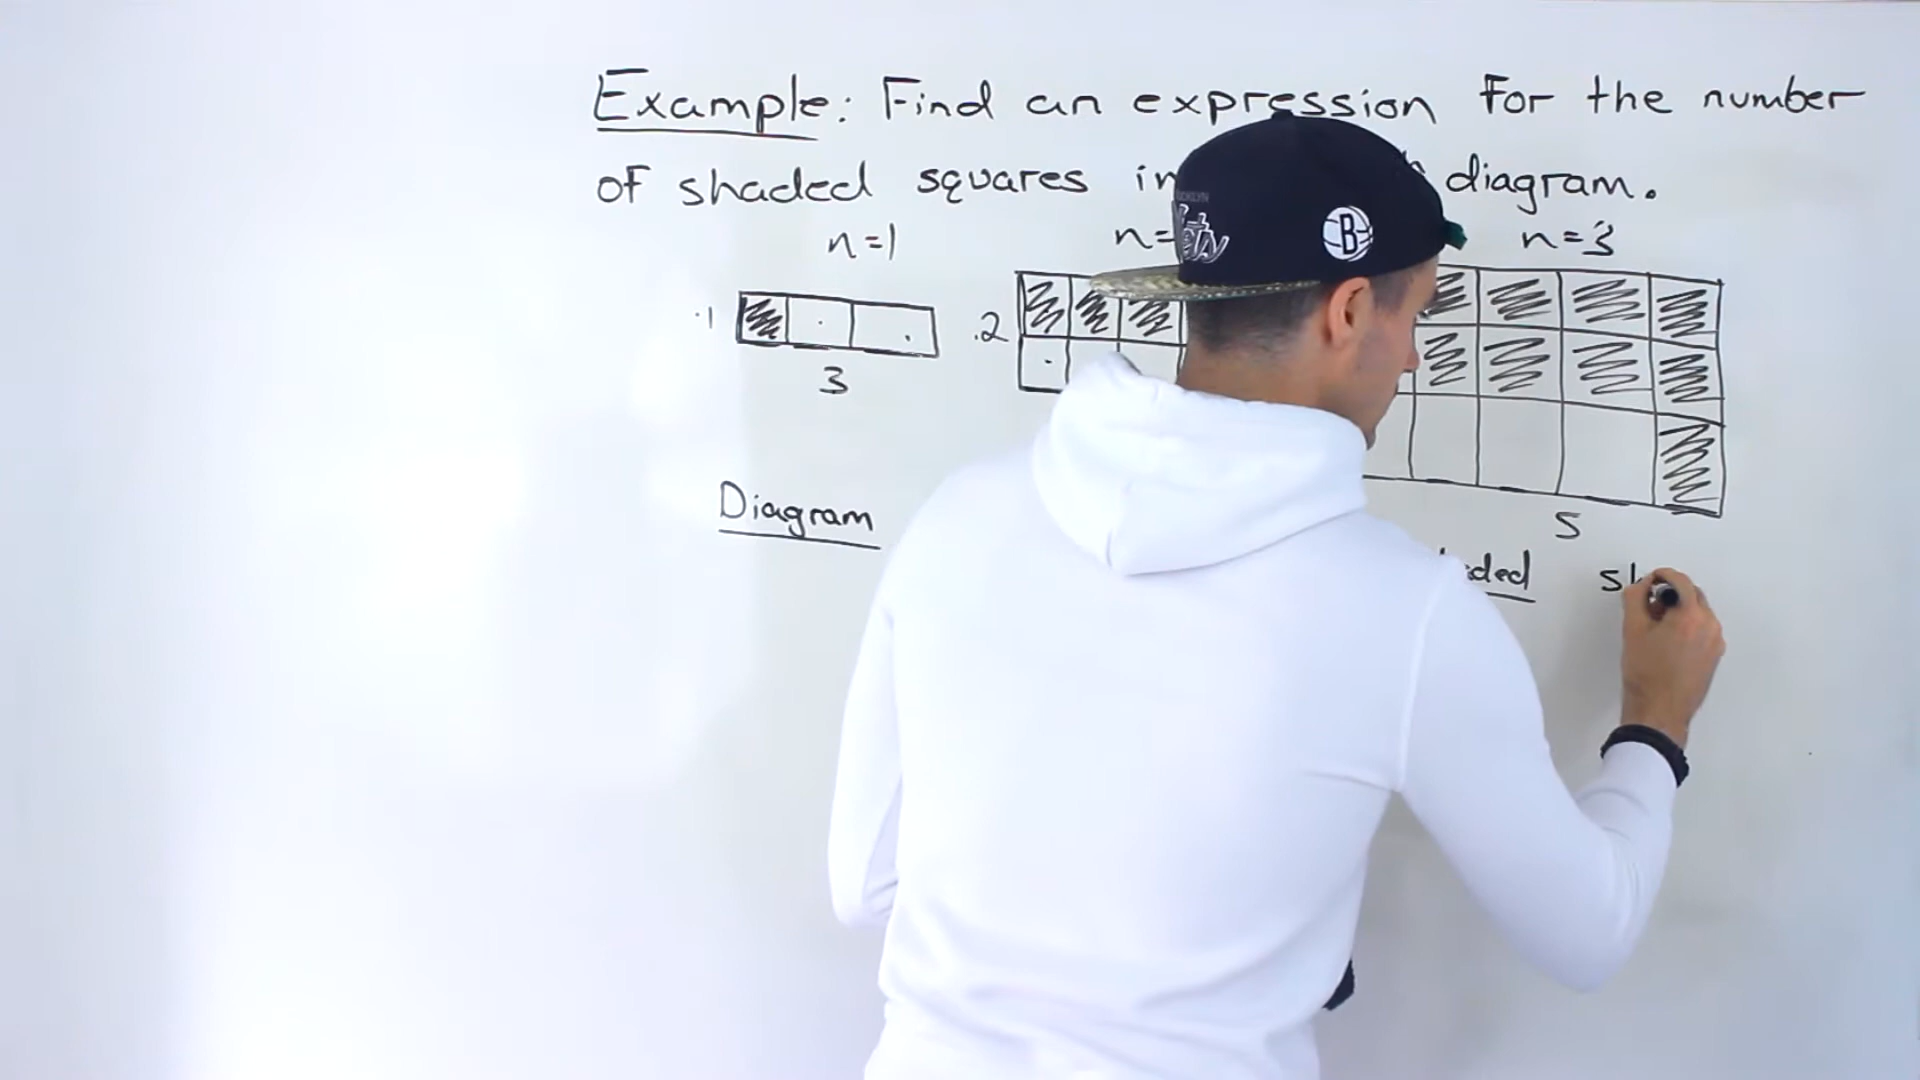 Example: Find an expression for the number
of shaded squares in diagram.
n=1 n= n=3
.1 .2
3
5
Diagram
B